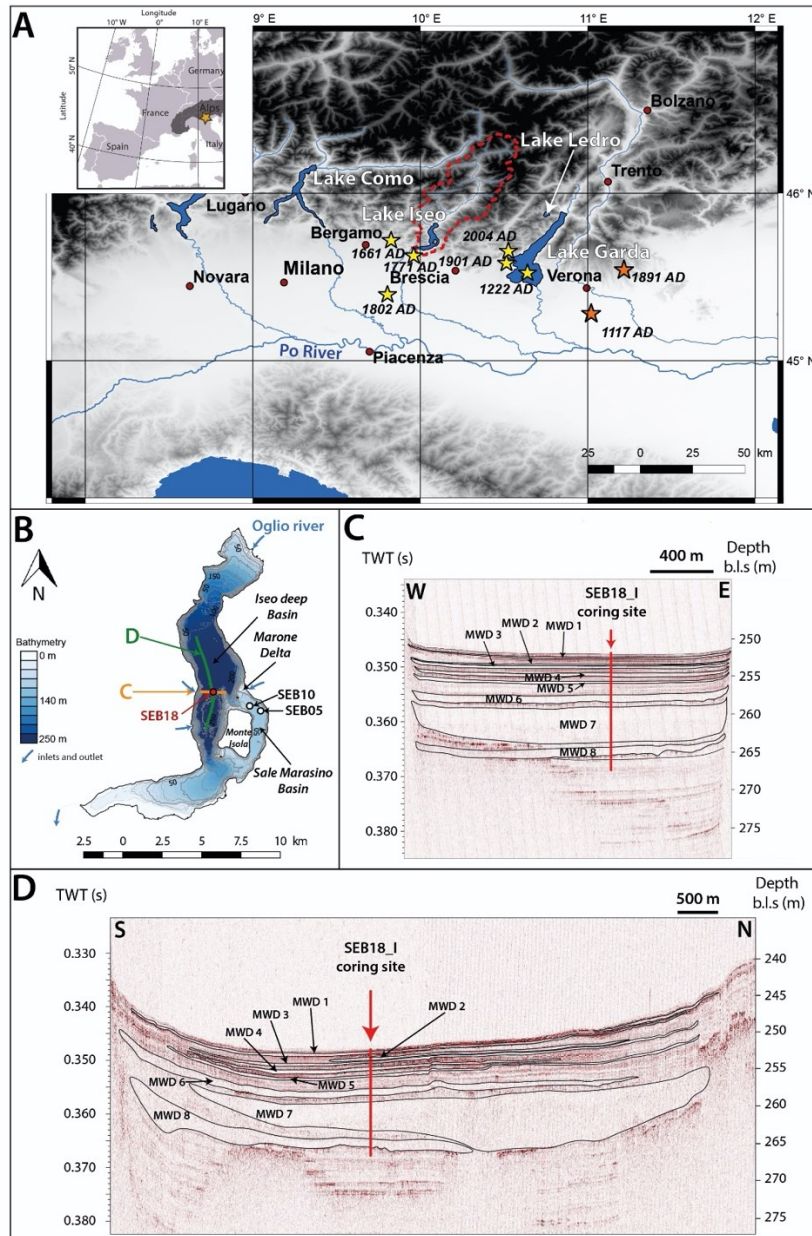 A
Longitude
10° W
0°
10° E
9° E
10° E
11° E
12° E
50° N
Latitude
40° N
Germany
France
Alps
Spain
Italy
Bolzano
Lake Ledro
Trento
46° N
Lake Como
Lugano
Lake Iseo
Bergamo
2004 AD
Lake Garda
1661 AD
1771 AD
1901 AD
Verona
1891 AD
Novara
Milano
Brescia
1222 AD
1802 AD
1117 AD
Po River
Piacenza
45° N
25 0 25 50
km
B
Oglio river
N
Iseo deep
Basin
Marone
Delta
Bathymetry
0 m
140 m
250 m
inlets and outlet
D
C
SEB10
SEB05
SEB18
Monte
Isola
Sale Marasino
Basin
50
2.5 0 2.5 5 7.5 10
km
C
TWT (s)
400 m
Depth
b.l.s (m)
W
SEB18_I
coring site
E
0.340
MWD 3
MWD 2
MWD 1
250
0.350
MWD 4
255
MWD 5
MWD 6
0.360
MWD 7
260
MWD 8
265
0.370
270
0.380
275
D
TWT (s)
500 m
Depth
b.l.s (m)
S
SEB18_I
coring site
N
0.330
240
0.340
245
MWD 1
MWD 3
MWD 2
MWD 4
250
0.350
255
MWD 6
MWD 5
0.360
MWD 7
260
MWD 8
265
0.370
270
0.380
275